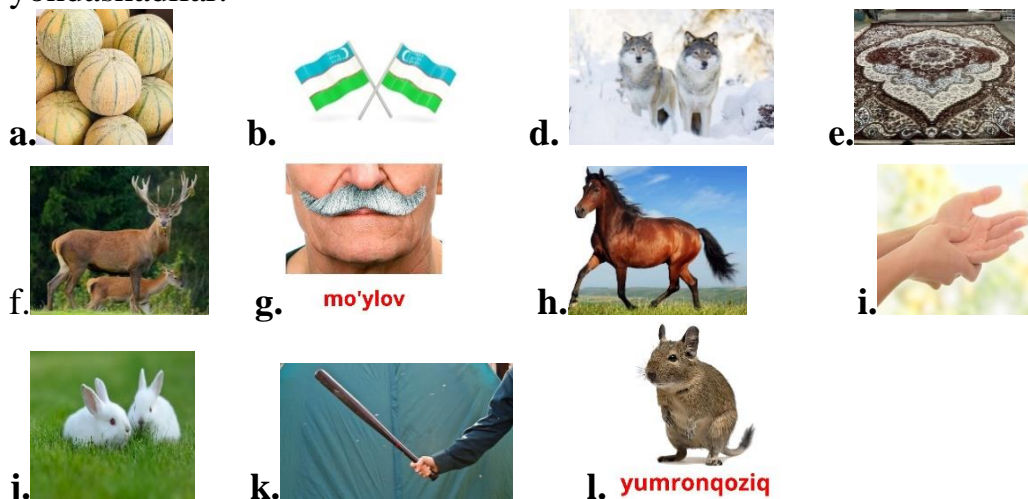 a. b. d. e.
f. g. h. i.
mo'ylov
j. k. l. yumronqoziq